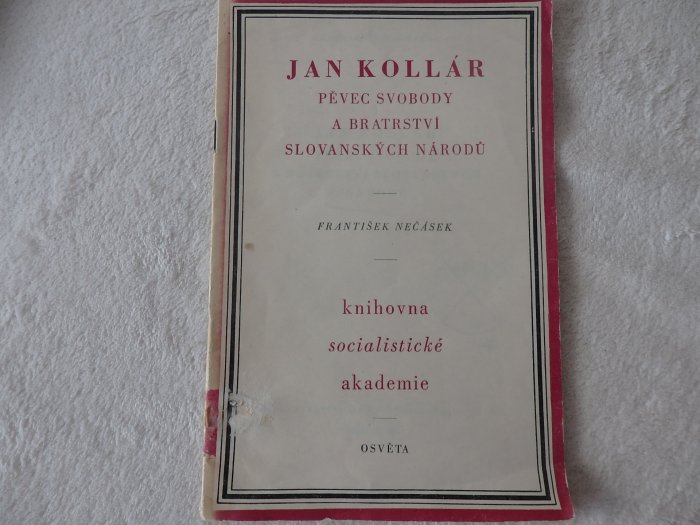 JAN KOLLÁR
PĚVEC SVOBODY
A BRATRSTVÍ
SLOVANSKÝCH NÁRODŮ
FRANTIŠEK NEČÁSEK
knihovna
socialistické
akademie
OSVĚTA